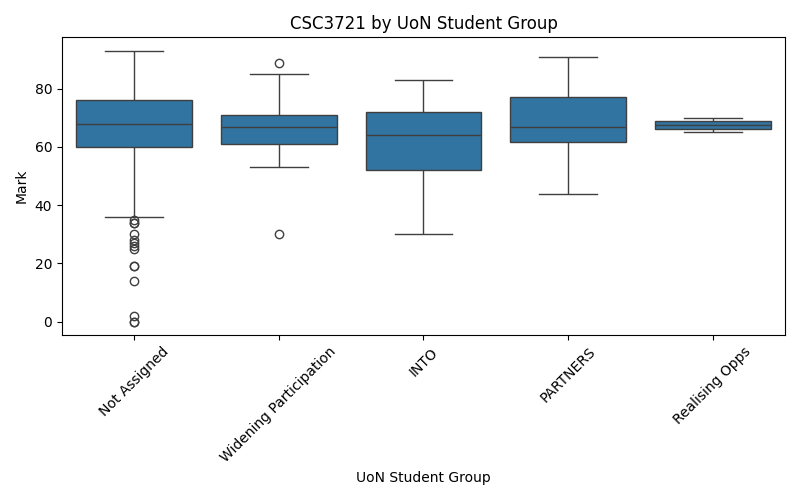 CSC3721 by UoN Student Group
Mark
80
60
40
20
0
Not Assigned
Widening Participation
INTO
PARTNERS
Realising Opps
UoN Student Group